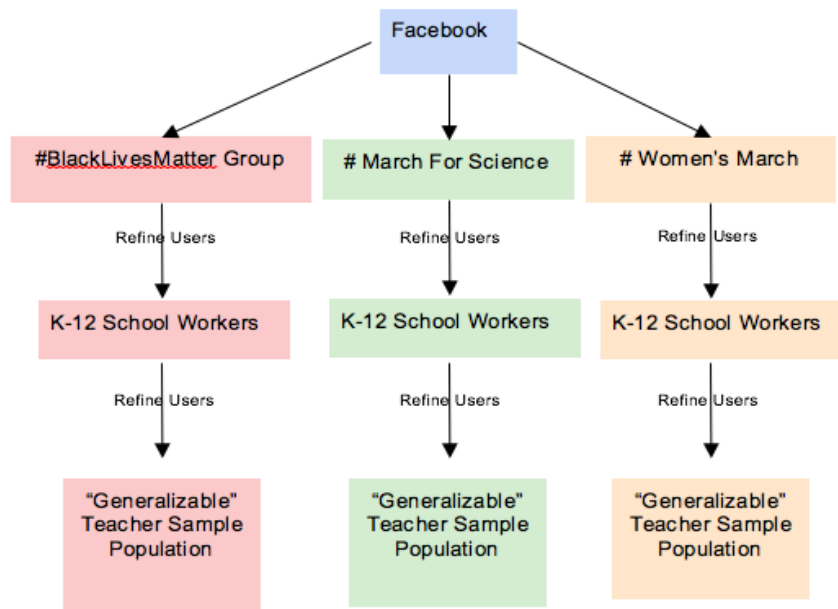 Facebook
#BlackLivesMatter Group
# March For Science
# Women's March
Refine Users
Refine Users
Refine Users
K-12 School Workers
K-12 School Workers
K-12 School Workers
Refine Users
Refine Users
Refine Users
“Generalizable”
Teacher Sample
Population
“Generalizable”
Teacher Sample
Population
“Generalizable”
Teacher Sample
Population